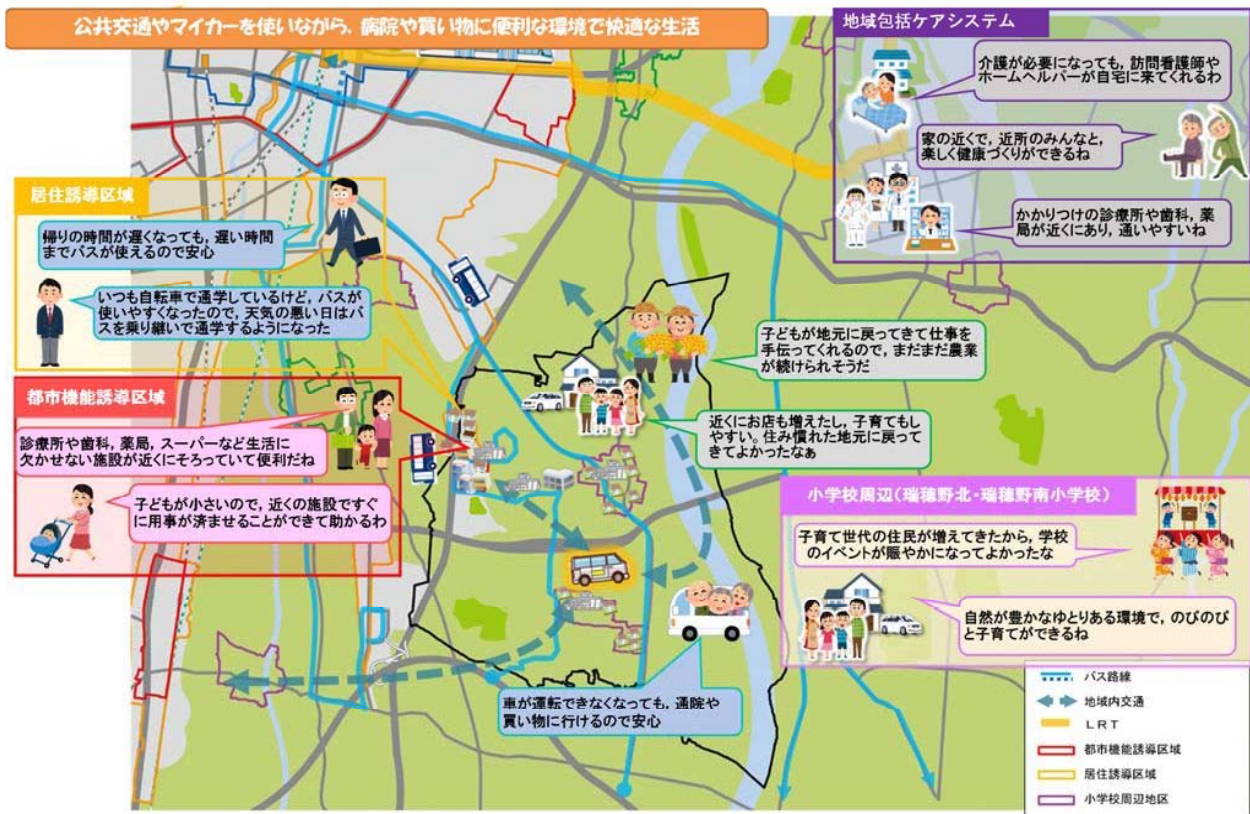 公共交通やマイカーを使いながら，病院や買い物に便利な環境で快適な生活
地域包括ケアシステム
介護が必要になっても，訪問看護師や
ホームヘルパーが自宅に来てくれるわ
家の近くで，近所のみんなと，
楽しく健康づくりができるね
かかりつけの診療所や歯科，薬
局が近くにあり，通いやすいね
居住誘導区域
帰りの時間が遅くなっても，遅い時間
までバスが使えるので安心
いつも自転車で通学しているけど，バスが
使いやすくなったので，天気の悪い日はバ
スを乗り継いで通学するようになった
都市機能誘導区域
診療所や歯科，薬局，スーパーなど生活に
欠かせない施設が近くにそろっていて便利だね
子どもが小さいので，近くの施設ですぐ
に用事が済ませることができて助かるわ
子どもが地元に戻ってきて仕事を
手伝ってくれるので，まだまだ農業
が続けられそうだ
近くにお店も増えたし，子育てもし
やすい。住み慣れた地元に戻って
きてよかったなぁ
小学校周辺（瑞穂野北・瑞穂野南小学校）
子育て世代の住民が増えてきたから，学校
のイベントが賑やかになってよかったな
自然が豊かなゆとりある環境で，のびのび
と子育てができるね
車が運転できなくなっても，通院や
買い物に行けるので安心
バス路線
地域内交通
LRT
都市機能誘導区域
居住誘導区域
小学校周辺地区